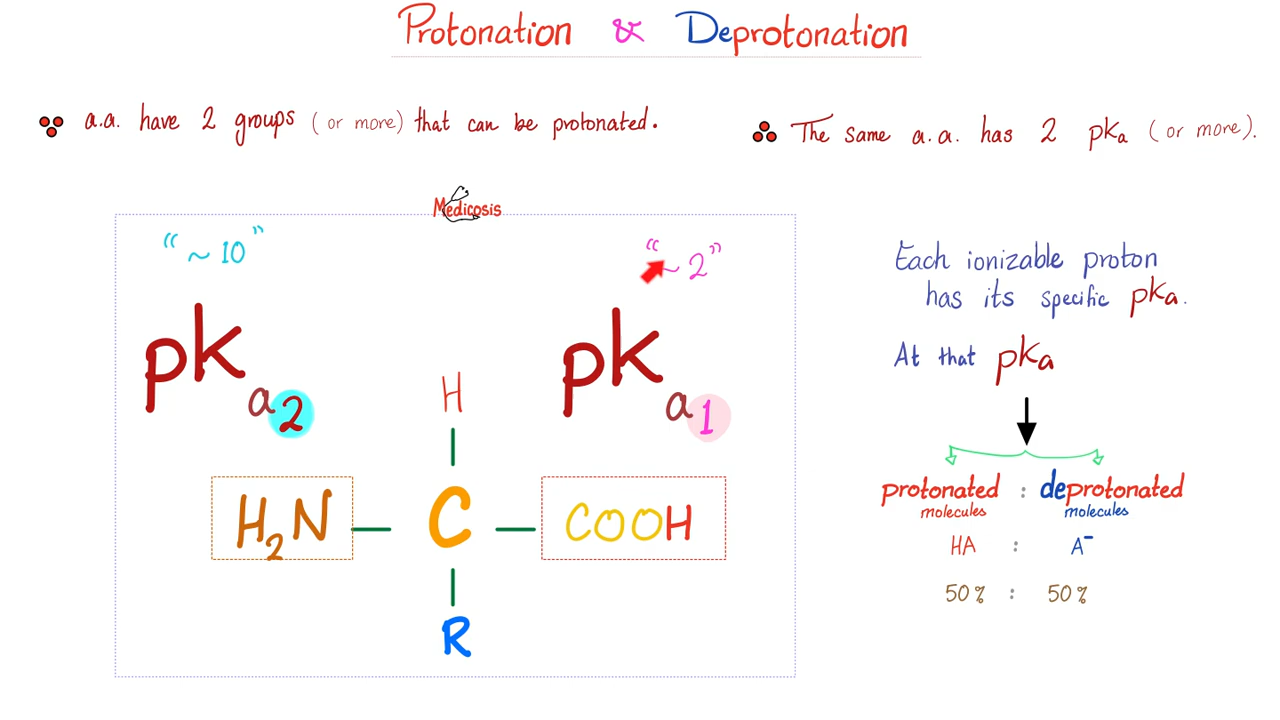 Protonation & Deprotonation
a.a. have 2 groups (or more) that can be protonated.
The same a.a. has 2 pKa (or more).
Medicosis
“~ 10”
“~ 2”
pka2
pka1
H
H2N — C — COOH
R
Each ionizable proton
has its specific pKa.
At that pKa
protonated : deprotonated
molecules molecules
HA : A⁻
50% : 50%